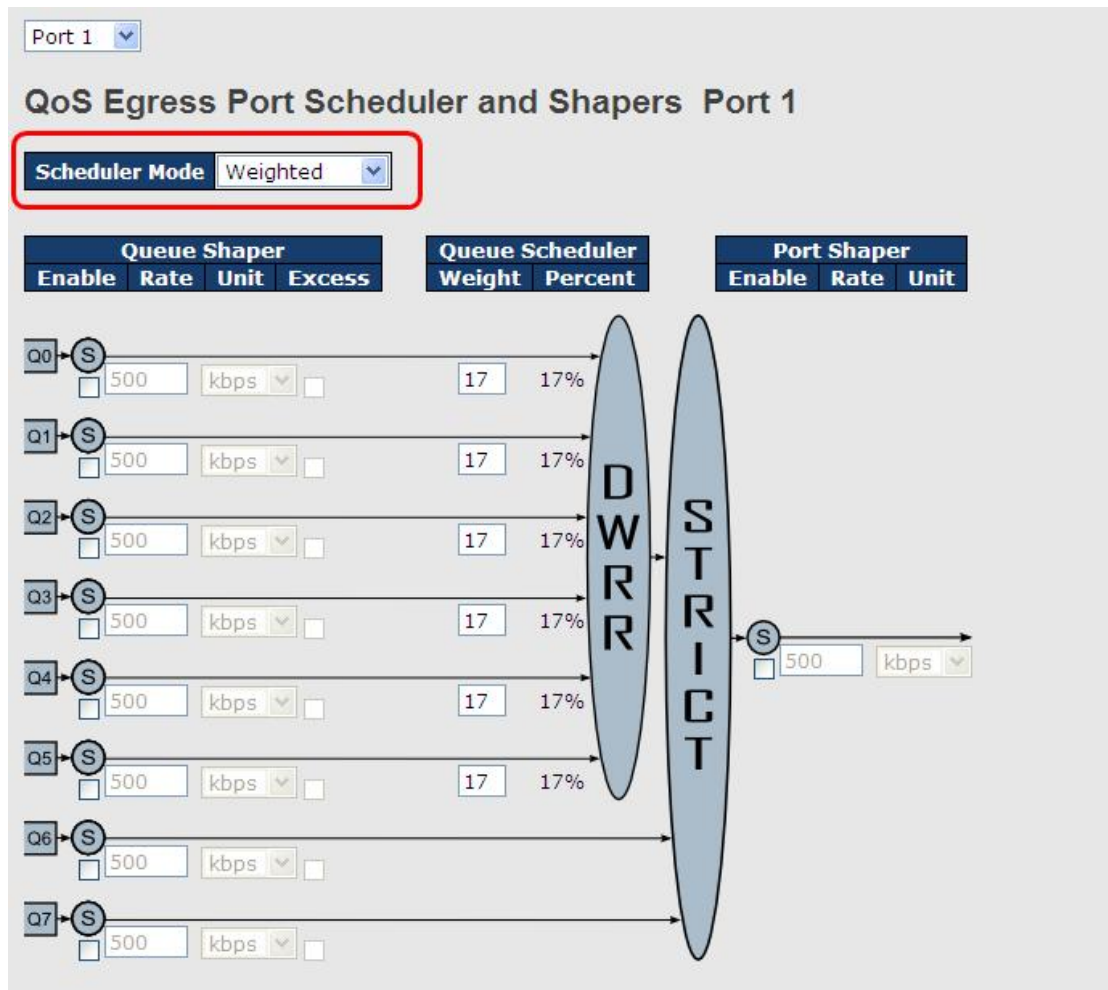 Port 1
QoS Egress Port Scheduler and Shapers Port 1
Scheduler Mode Weighted
Queue Shaper Queue Scheduler Port Shaper
Enable Rate Unit Excess Weight Percent Enable Rate Unit
Q0 S
500 kbps 17 17%
Q1 S
500 kbps 17 17%
Q2 S
500 kbps 17 17%
Q3 S
500 kbps 17 17%
Q4 S
500 kbps 17 17%
Q5 S
500 kbps 17 17%
Q6 S
500 kbps
Q7 S
500 kbps
DWRR
STRICT
S
500 kbps